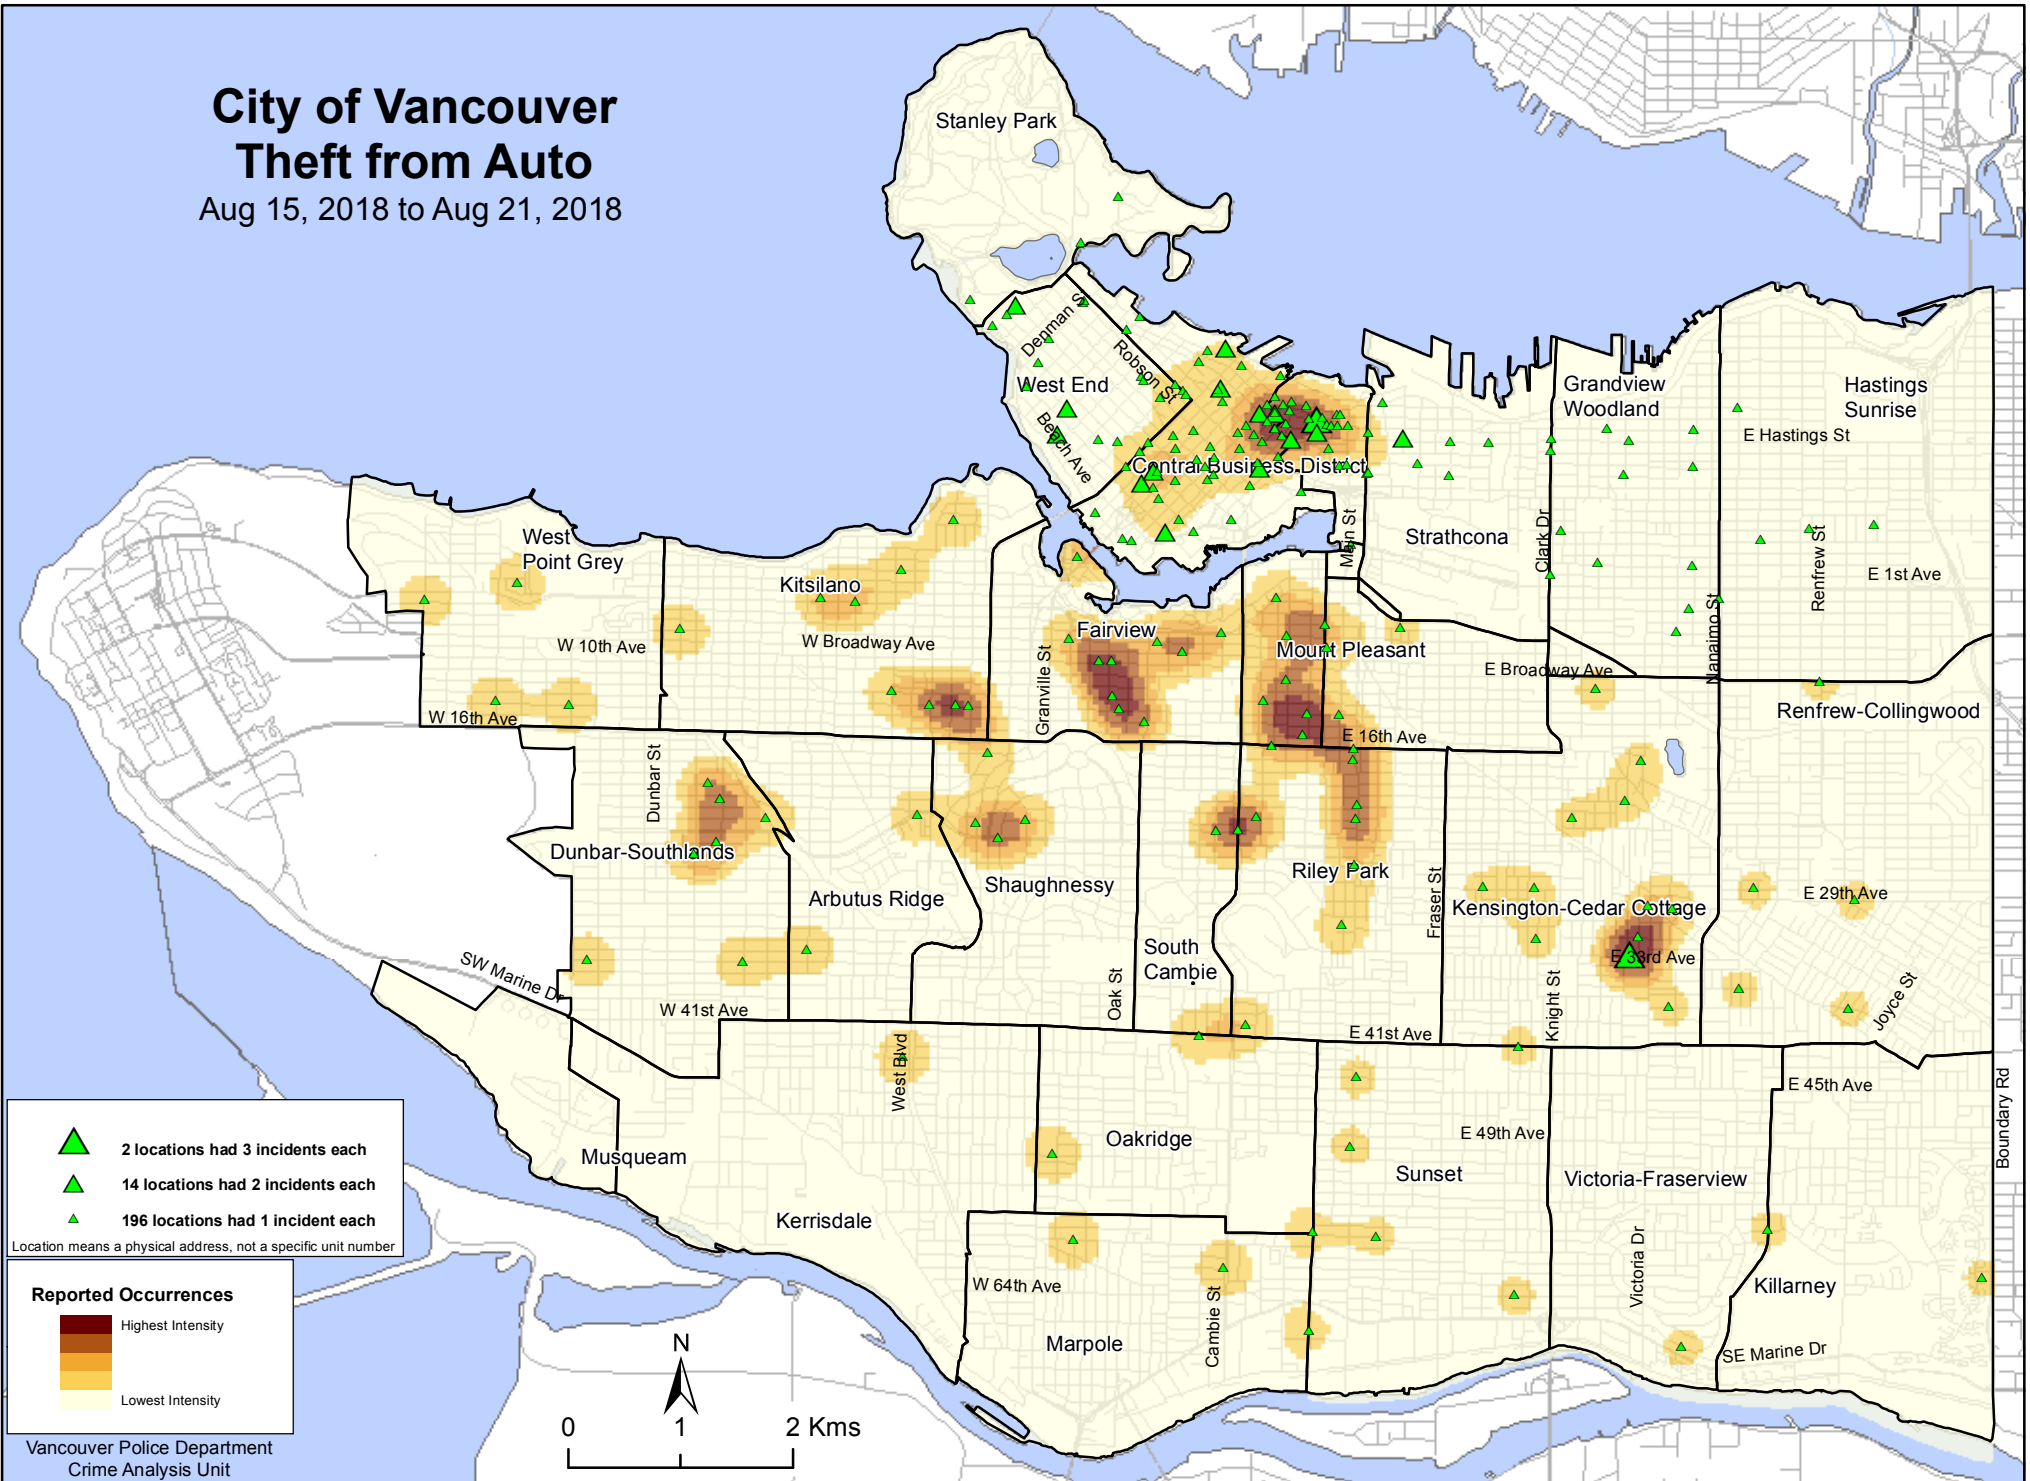 City of Vancouver
Theft from Auto
Aug 15, 2018 to Aug 21, 2018
Stanley Park
Denman St
Robson St
West End
Beach Ave
Central Business District
Grandview
Woodland
Hastings
Sunrise
E Hastings St
Main St
Strathcona
Clark Dr
Renfrew St
E 1st Ave
Nanaimo St
West
Point Grey
Kitsilano
W 10th Ave
W Broadway Ave
Fairview
Granville St
Mount Pleasant
E Broadway Ave
W 16th Ave
E 16th Ave
Renfrew-Collingwood
Dunbar St
Dunbar-Southlands
Arbutus Ridge
Shaughnessy
Riley Park
Fraser St
Kensington-Cedar Cottage
E 29th Ave
E 33rd Ave
South
Cambie
Oak St
Knight St
Joyce St
SW Marine Dr
W 41st Ave
E 41st Ave
West Blvd
E 45th Ave
Boundary Rd
Musqueam
Oakridge
E 49th Ave
Sunset
Victoria-Fraserview
Kerrisdale
W 64th Ave
Marpole
Cambie St
Victoria Dr
Killarney
SE Marine Dr
2 locations had 3 incidents each
14 locations had 2 incidents each
196 locations had 1 incident each
Location means a physical address, not a specific unit number
Reported Occurrences
Highest Intensity
Lowest Intensity
Vancouver Police Department
Crime Analysis Unit
N
0 1 2 Kms